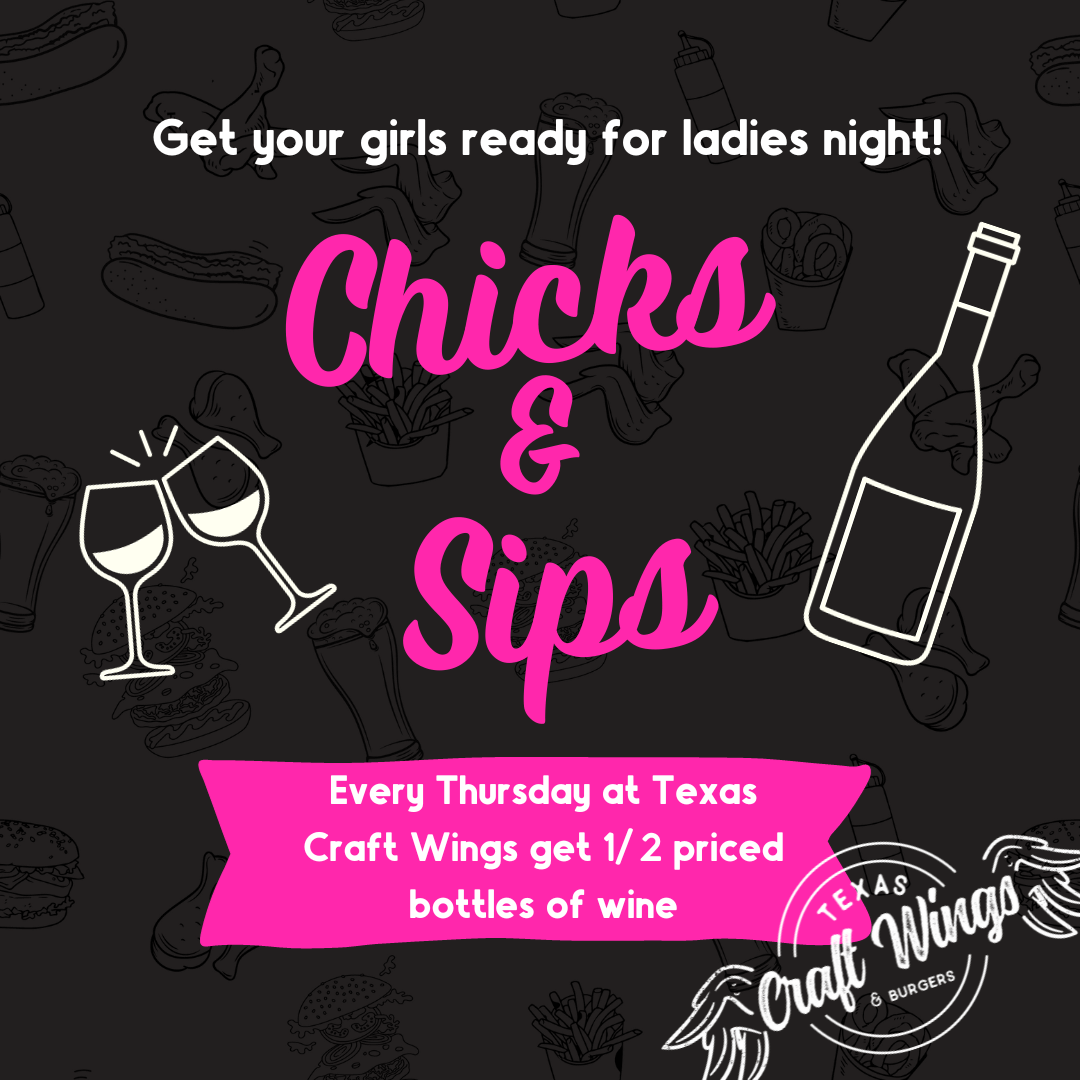 Get your girls ready for ladies night!
Chicks
&
Sips
Every Thursday at Texas
Craft Wings get 1/2 priced
bottles of wine
TEXAS
Craft Wings
& BURGERS